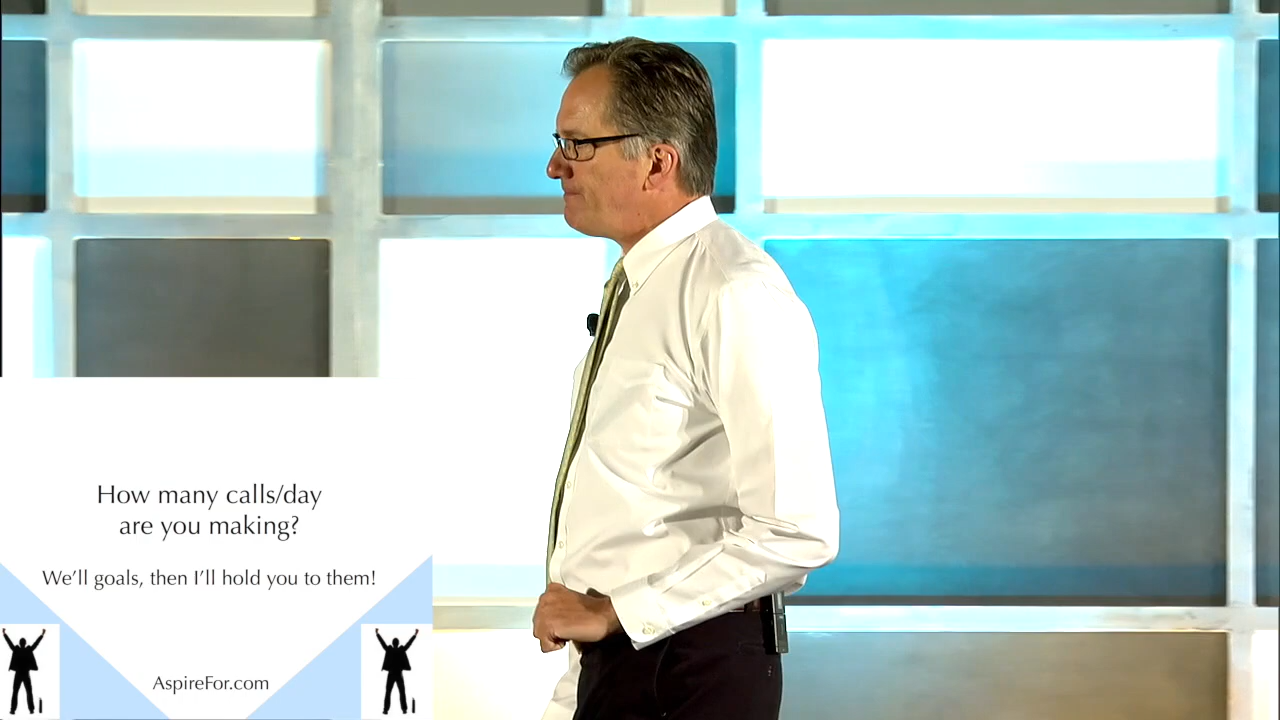 How many calls/day
are you making?
We'll goals, then I'll hold you to them!
AspireFor.com